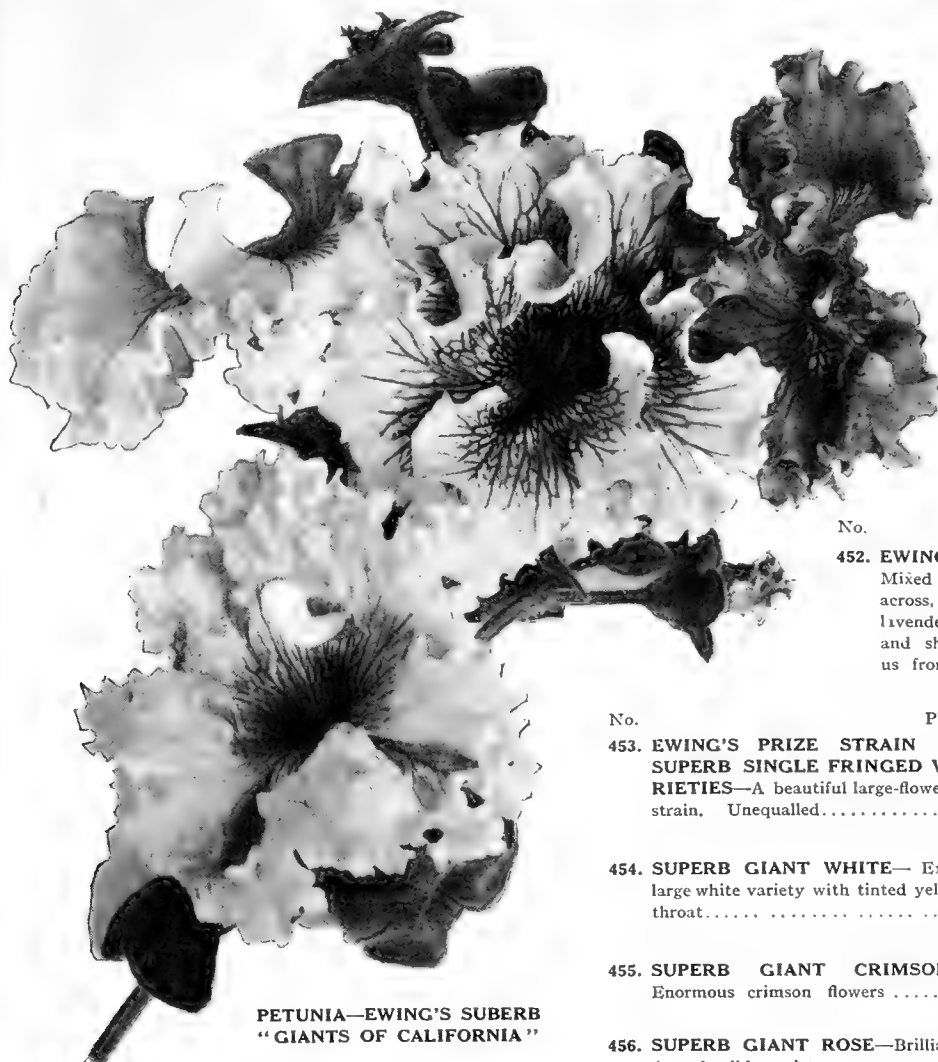 No.
452. EWING
Mixed
across,
lavende
and sh
us from
No. P
453. EWING'S PRIZE STRAIN
SUPERB SINGLE FRINGED V
RIETIES—A beautiful large-flowe
strain. Unequalled.............
454. SUPERB GIANT WHITE— Ex
large white variety with tinted yel
throat...... ......... ...... ..
455. SUPERB GIANT CRIMSO
Enormous crimson flowers .....
456. SUPERB GIANT ROSE—Brillia
PETUNIA—EWING'S SUBERB
"GIANTS OF CALIFORNIA"